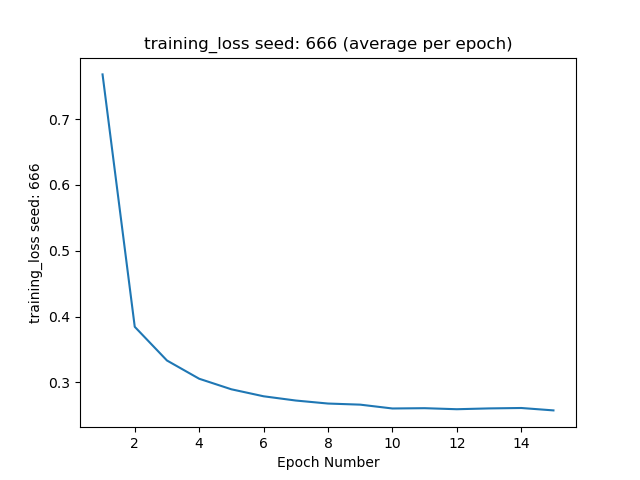 training_loss seed: 666 (average per epoch)
training_loss seed: 666
0.7
0.6
0.5
0.4
0.3
2 4 6 8 10 12 14
Epoch Number